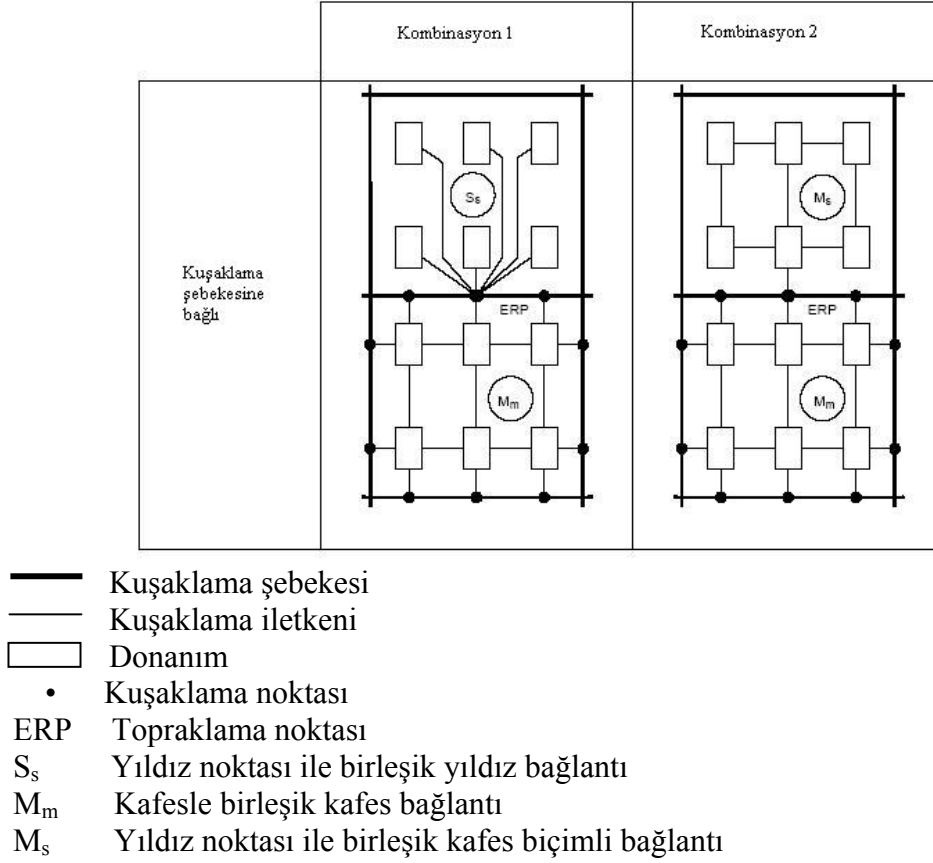 Kombinasyon 1
Kombinasyon 2
Kuşaklama
şebekesine
bağlı
Ss
Ms
ERP
ERP
Mm
Mm
Kuşaklama şebekesi
Kuşaklama iletkeni
Donanım
• Kuşaklama noktası
ERP Topraklama noktası
Ss Yıldız noktası ile birleşik yıldız bağlantı
Mm Kafesle birleşik kafes bağlantı
Ms Yıldız noktası ile birleşik kafes biçimli bağlantı